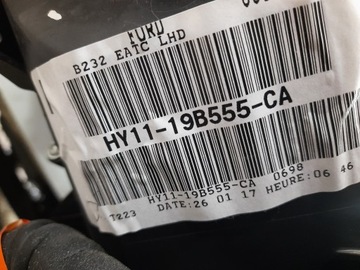 FORD
B232 EATC LHD
HY11-19B555-CA
HY11-19B555-CA 0698
T223 DATE:26 01 17 HEURE:06 46